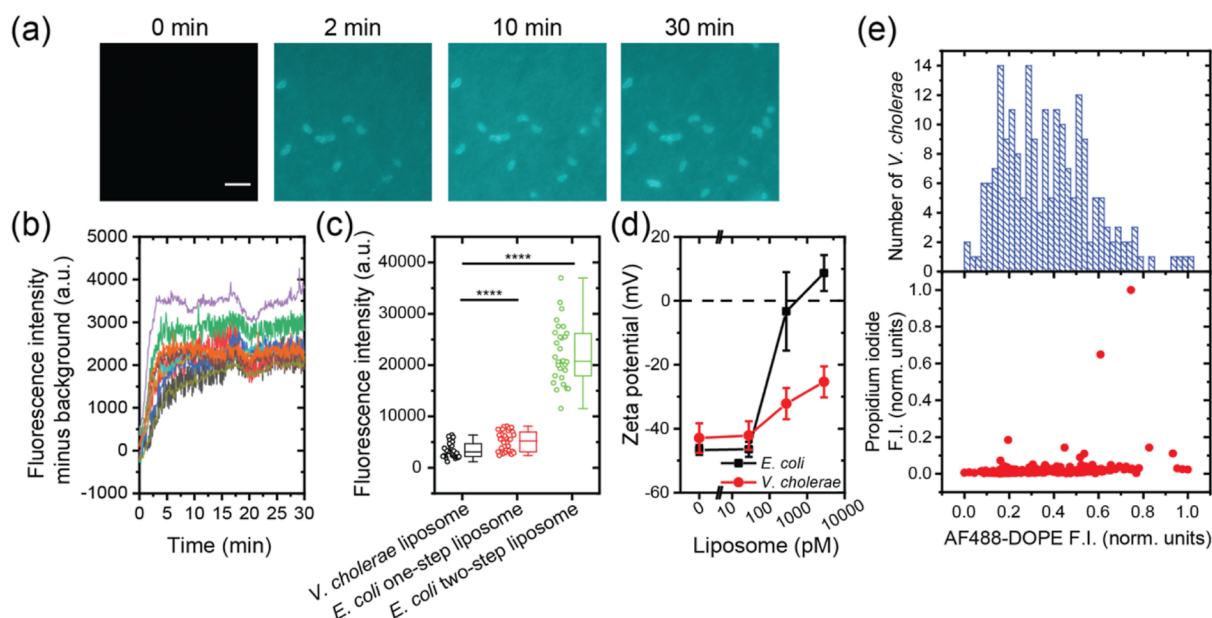 (a)
0 min
2 min
10 min
30 min
(b)
Fluorescence intensity
minus background (a.u.)
5000
4000
3000
2000
1000
0
-1000
0
5
10
15
20
25
30
Time (min)
(c)
Fluorescence intensity (a.u.)
40000
30000
20000
10000
0
****
****
V. cholerae liposome
E. coli one-step liposome
E. coli two-step liposome
(d)
Zeta potential (mV)
20
0
-20
-40
-60
E. coli
V. cholerae
0
10
100
1000
10000
Liposome (pM)
(e)
Number of V. cholerae
14
12
10
8
6
4
2
0
Propidium iodide
F.I. (norm. units)
1.0
0.8
0.6
0.4
0.2
0.0
0.0
0.2
0.4
0.6
0.8
1.0
AF488-DOPE F.I. (norm. units)